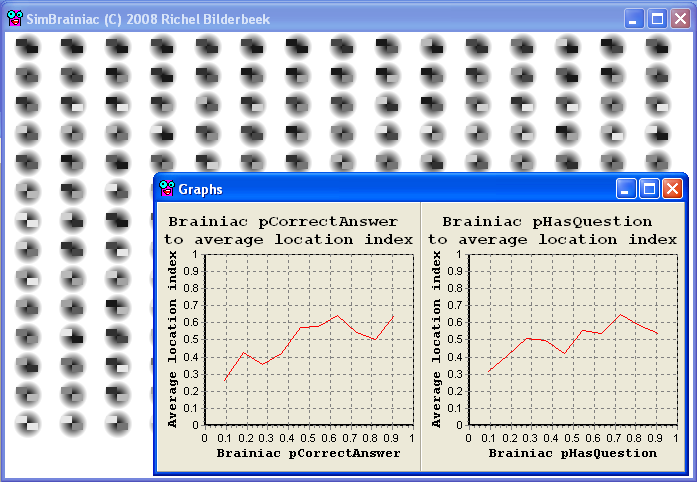 SimBrainiac (C) 2008 Richel Bilderbeek
Graphs
Brainiac pCorrectAnswer
to average location index
Average location index
1
0.9
0.8
0.7
0.6
0.5
0.4
0.3
0.2
0.1
0
0 0.1 0.2 0.3 0.4 0.5 0.6 0.7 0.8 0.9 1
Brainiac pCorrectAnswer
Brainiac pHasQuestion
to average location index
Average location index
1
0.9
0.8
0.7
0.6
0.5
0.4
0.3
0.2
0.1
0
0 0.1 0.2 0.3 0.4 0.5 0.6 0.7 0.8 0.9 1
Brainiac pHasQuestion